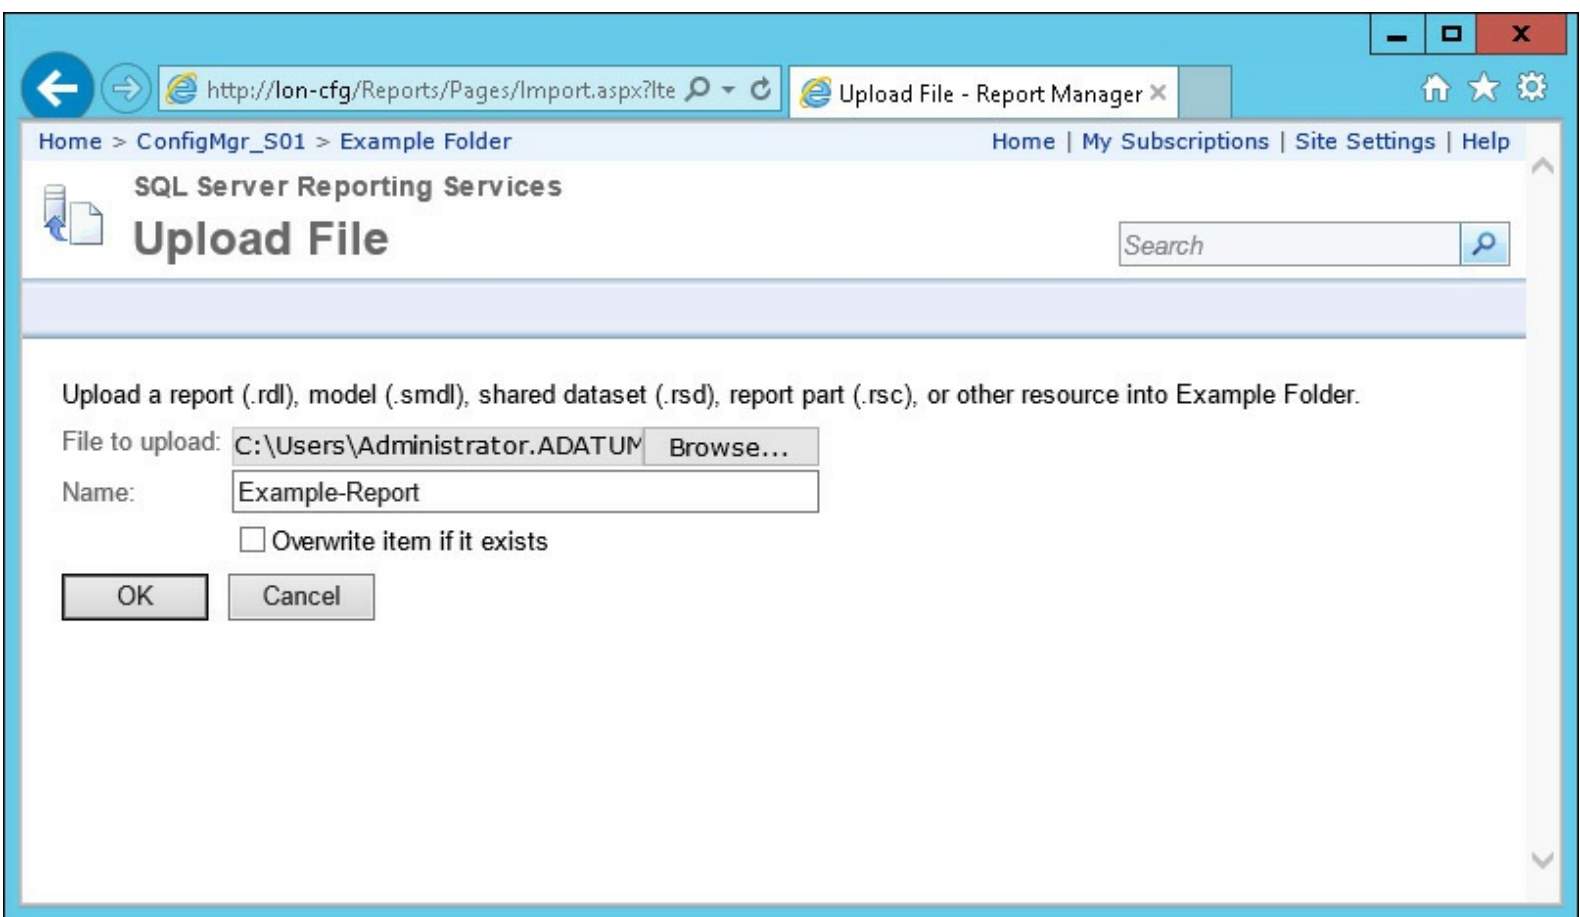 http://lon-cfg/Reports/Pages/Import.aspx?Ite
Upload File - Report Manager
Home > ConfigMgr_S01 > Example Folder
Home | My Subscriptions | Site Settings | Help
SQL Server Reporting Services
Upload File
Search
Upload a report (.rdl), model (.smdl), shared dataset (.rsd), report part (.rsc), or other resource into Example Folder.
File to upload: C:\Users\Administrator.ADATUM Browse...
Name: Example-Report
Overwrite item if it exists
OK Cancel